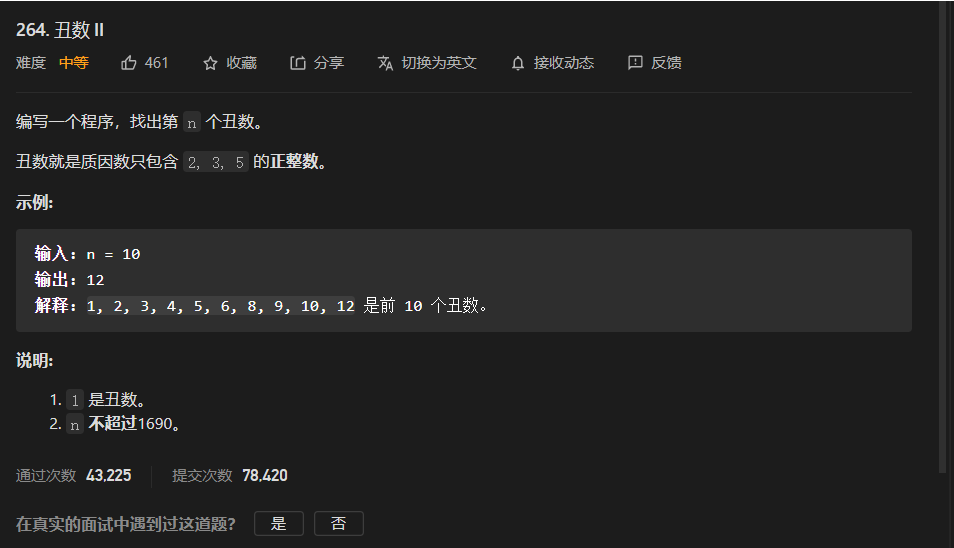 264. 丑数 II
难度 中等 461 收藏 分享 切换为英文 接收动态 反馈
编写一个程序，找出第 n 个丑数。
丑数就是质因数只包含 2, 3, 5 的正整数。
示例:
输入: n = 10
输出: 12
解释: 1, 2, 3, 4, 5, 6, 8, 9, 10, 12 是前 10 个丑数。
说明:
1. 1 是丑数。
2. n 不超过1690。
通过次数 43,225 提交次数 78,420
在真实的面试中遇到过这道题? 是 否